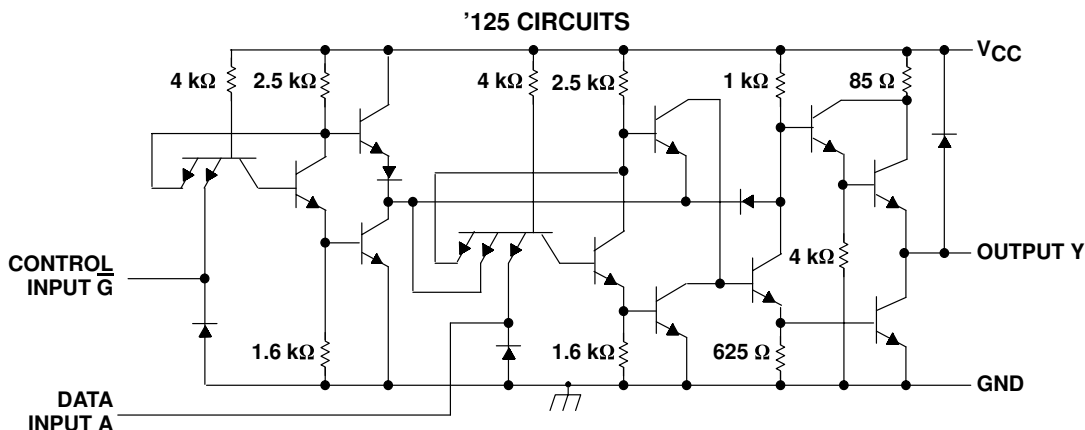 ’125 CIRCUITS
VCC
4 kΩ
2.5 kΩ
4 kΩ
2.5 kΩ
1 kΩ
85 Ω
CONTROL
INPUT G̅
4 kΩ
OUTPUT Y
1.6 kΩ
1.6 kΩ
625 Ω
GND
DATA
INPUT A